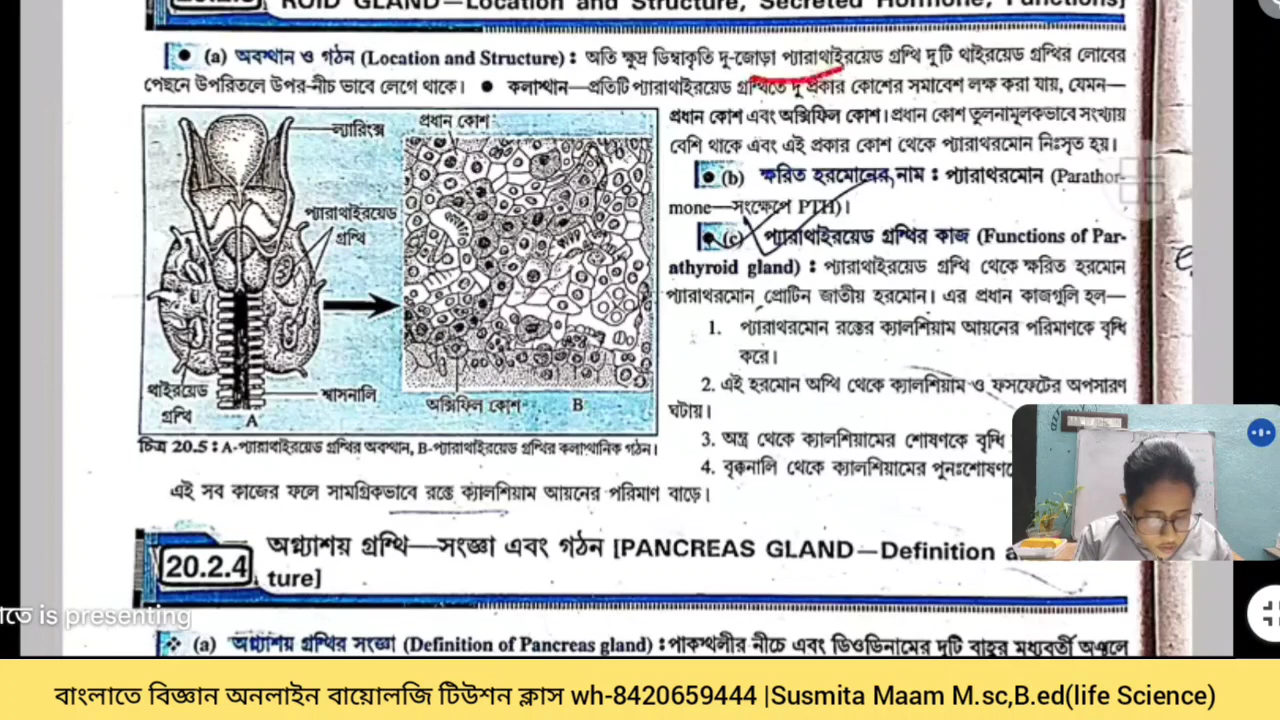 ROID GLAND—Location and Structure, Secreted Hormone, Functions]
(a) অবস্থান ও গঠন (Location and Structure) : অতি ক্ষুদ্র ডিম্বাকৃতি দু-জোড়া প্যারাথাইরয়েড গ্রন্থি দুটি থাইরয়েড গ্রন্থির লোবের
পেছনে উপরিতলে উপর-নীচ ভাবে লেগে থাকে। ● কলাস্থান—প্রতিটি প্যারাথাইরয়েড গ্রন্থিতে দু প্রকার কোশের সমাবেশ লক্ষ করা যায়, যেমন—
প্রধান কোশ এবং অক্সিফিল কোশ। প্রধান কোশ তুলনামূলকভাবে সংখ্যায়
বেশি থাকে এবং এই প্রকার কোশ থেকে প্যারাথরমোন নিঃসৃত হয়।
(b) ক্ষরিত হরমোনের নাম : প্যারাথরমোন (Parathor-
mone—সংক্ষেপে PTH)।
(c) প্যারাথাইরয়েড গ্রন্থির কাজ (Functions of Par-
athyroid gland) : প্যারাথাইরয়েড গ্রন্থি থেকে ক্ষরিত হরমোন
প্যারাথরমোন প্রোটিন জাতীয় হরমোন। এর প্রধান কাজগুলি হল—
1. প্যারাথরমোন রক্তের ক্যালশিয়াম আয়নের পরিমাণকে বৃদ্ধি
করে।
2. এই হরমোন অস্থি থেকে ক্যালশিয়াম ও ফসফেটের অপসারণ
ঘটায়।
3. অন্ত্র থেকে ক্যালশিয়ামের শোষণকে বৃদ্ধি
4. বৃক্কনালি থেকে ক্যালশিয়ামের পুনঃশোষণ
ল্যারিংক্স
প্রধান কোশ
প্যারাথাইরয়েড
গ্রন্থি
থাইরয়েড
গ্রন্থি
শ্বাসনালি
A
অক্সিফিল কোশ
B
চিত্র 20.5 : A-প্যারাথাইরয়েড গ্রন্থির অবস্থান, B-প্যারাথাইরয়েড গ্রন্থির কলাস্থানিক গঠন।
এই সব কাজের ফলে সামগ্রিকভাবে রক্তে ক্যালশিয়াম আয়নের পরিমাণ বাড়ে।
20.2.4 অগ্ন্যাশয় গ্রন্থি—সংজ্ঞা এবং গঠন [PANCREAS GLAND—Definition a
ture]
তে is presenting
(a) অগ্ন্যাশয় গ্রন্থির সংজ্ঞা (Definition of Pancreas gland) : পাকস্থলীর নীচে এবং ডিওডিনামের দুটি বাহুর মধ্যবর্তী অঞ্চলে
বাংলাতে বিজ্ঞান অনলাইন বায়োলজি টিউশন ক্লাস wh-8420659444 |Susmita Maam M.sc,B.ed(life Science)